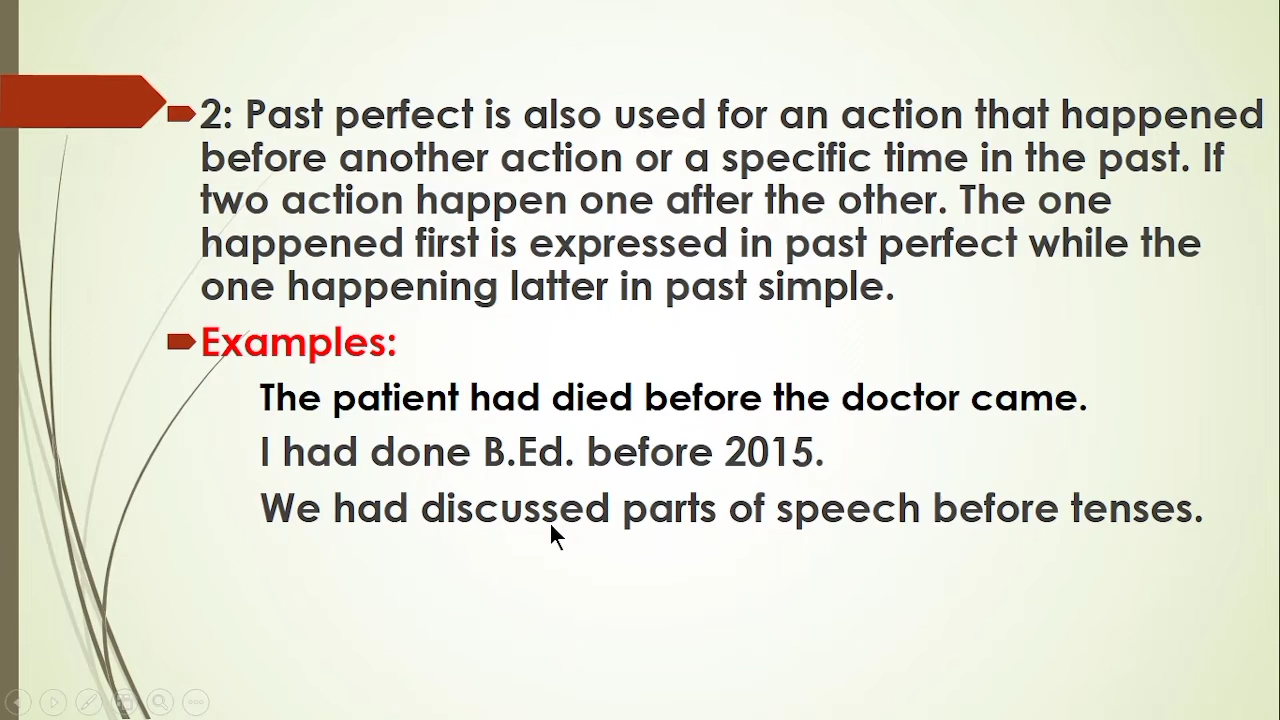 2: Past perfect is also used for an action that happened
before another action or a specific time in the past. If
two action happen one after the other. The one
happened first is expressed in past perfect while the
one happening latter in past simple.
Examples:
The patient had died before the doctor came.
I had done B.Ed. before 2015.
We had discussed parts of speech before tenses.